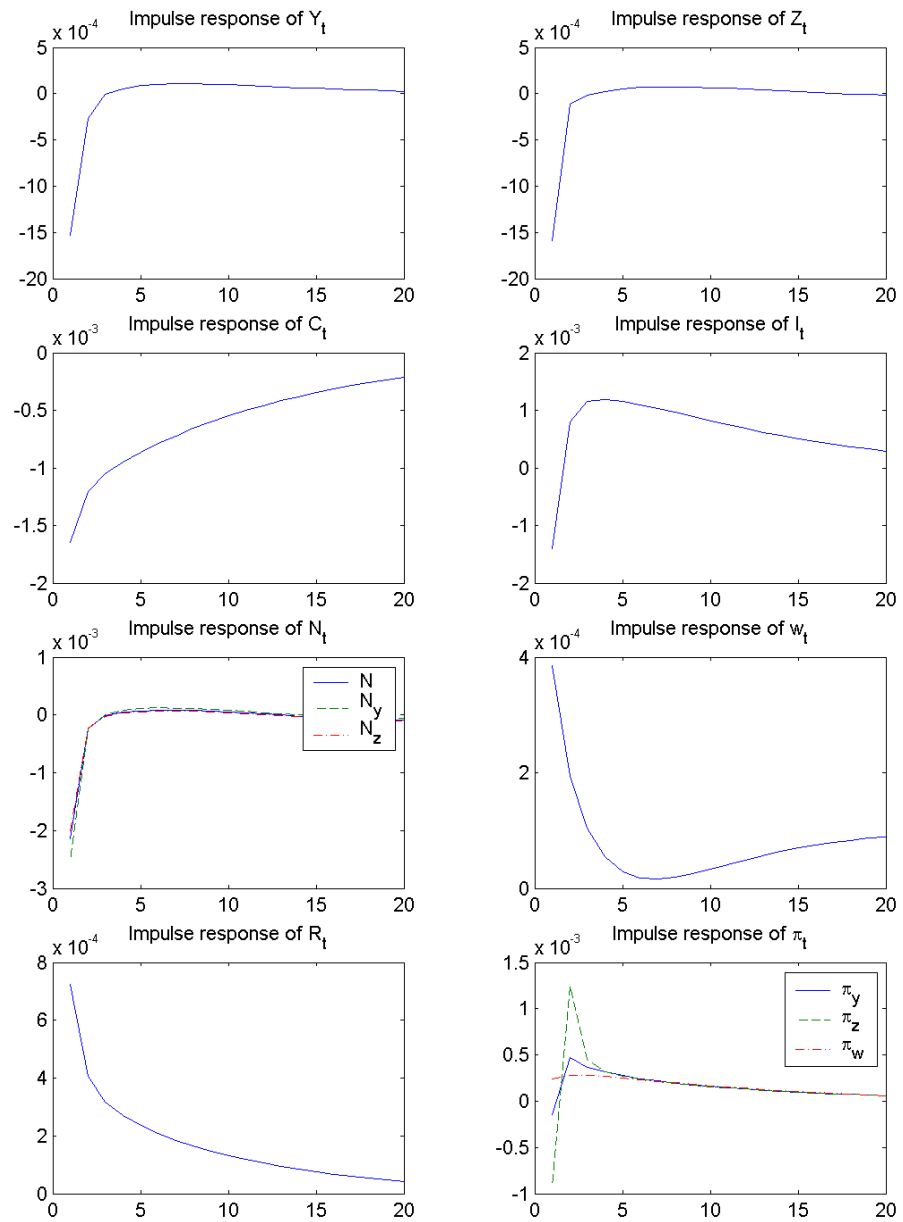 Impulse response of Y_t
x 10^-4
5
0
-5
-10
-15
-20
0 5 10 15 20
Impulse response of Z_t
x 10^-4
5
0
-5
-10
-15
-20
0 5 10 15 20
Impulse response of C_t
x 10^-3
0
-0.5
-1
-1.5
-2
0 5 10 15 20
Impulse response of I_t
x 10^-3
2
1
0
-1
-2
0 5 10 15 20
Impulse response of N_t
x 10^-3
1
0
-1
-2
-3
0 5 10 15 20
N
N_y
N_z
Impulse response of w_t
x 10^-4
4
2
0
0 5 10 15 20
Impulse response of R_t
x 10^-4
8
6
4
2
0
0 5 10 15 20
Impulse response of π_t
x 10^-3
1.5
1
0.5
0
-0.5
-1
0 5 10 15 20
π_y
π_z
π_w